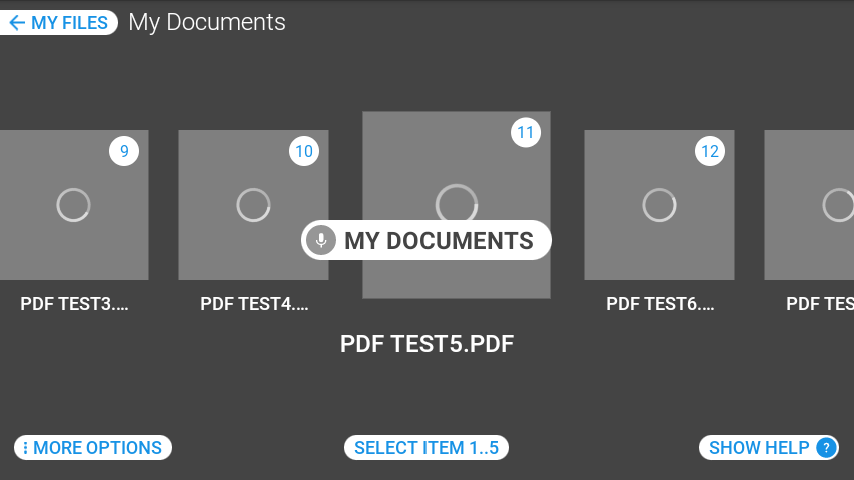 MY FILES
My Documents
9
10
11
12
MY DOCUMENTS
PDF TEST3....
PDF TEST4....
PDF TEST6....
PDF TES
PDF TEST5.PDF
MORE OPTIONS
SELECT ITEM 1..5
SHOW HELP ?